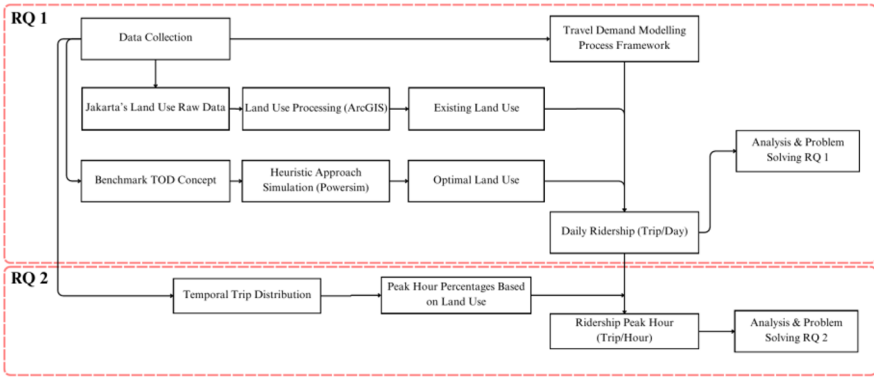 RQ 1
Data Collection
Travel Demand Modelling
Process Framework
Jakarta's Land Use Raw Data
Land Use Processing (ArcGIS)
Existing Land Use
Analysis & Problem
Solving RQ 1
Benchmark TOD Concept
Heuristic Approach
Simulation (Powersim)
Optimal Land Use
Daily Ridership (Trip/Day)
RQ 2
Temporal Trip Distribution
Peak Hour Percentages Based
on Land Use
Ridership Peak Hour
(Trip/Hour)
Analysis & Problem
Solving RQ 2